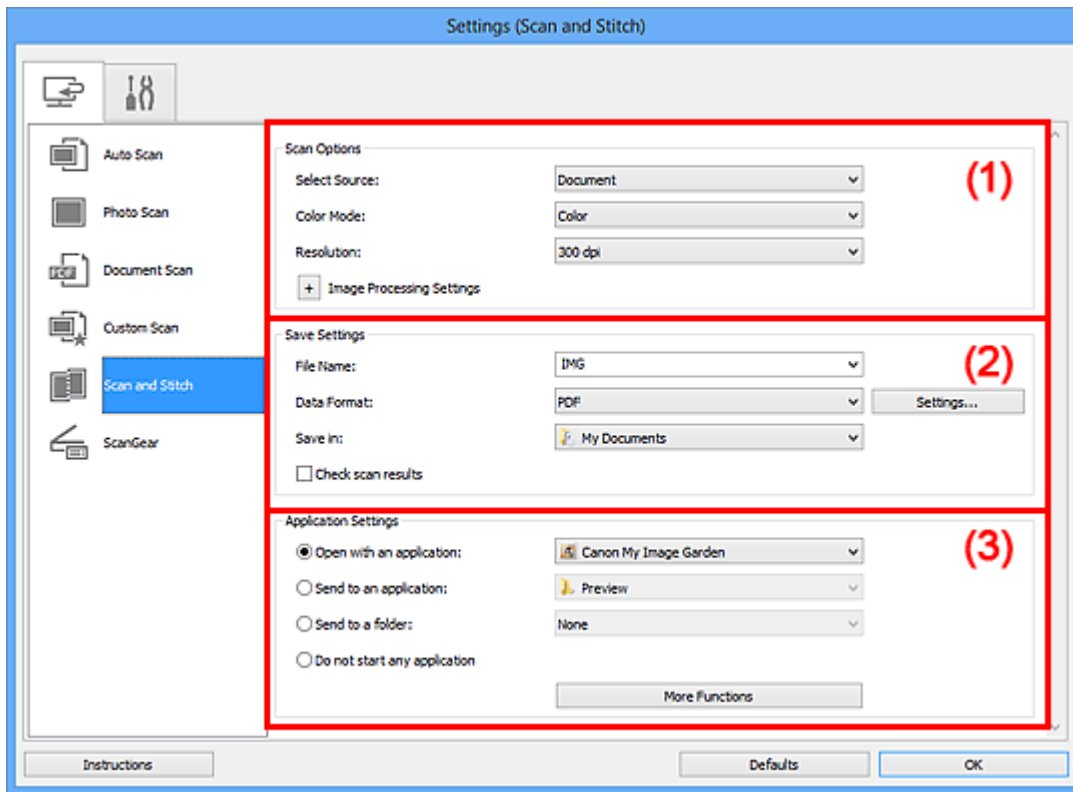 Settings (Scan and Stitch)
Auto Scan
Photo Scan
Document Scan
Custom Scan
Scan and Stitch
ScanGear
Scan Options
(1)
Select Source: Document
Color Mode: Color
Resolution: 300 dpi
+ Image Processing Settings
Save Settings
(2)
File Name: IMG
Data Format: PDF Settings...
Save in: My Documents
Check scan results
Application Settings
(3)
Open with an application: Canon My Image Garden
Send to an application: Preview
Send to a folder: None
Do not start any application
More Functions
Instructions Defaults OK